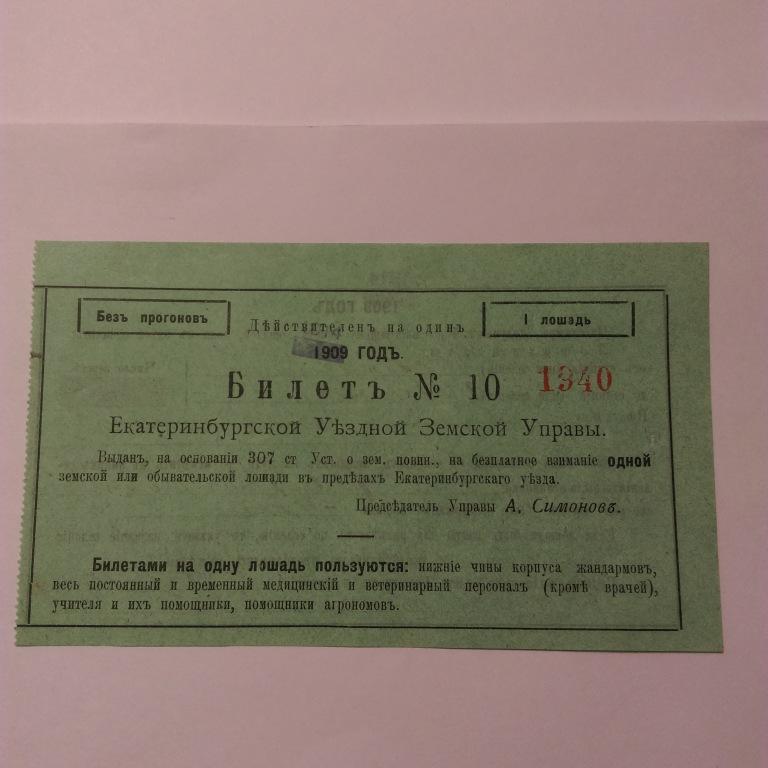 Безъ прогоновъ
1 лошадь
Дѣйствителенъ на одинъ
1909 ГОДЪ.
Билетъ № 10 1340
Екатеринбургской Уѣздной Земской Управы.
Выданъ, на основаніи 307 ст Уст. о зем. повин., на безплатное взиманіе одной
земской или обывательской лошади въ предѣлахъ Екатеринбургскаго уѣзда.
Предсѣдатель Управы А. Симоновъ.
Билетами на одну лошадь пользуются: нижніе чины корпуса жандармовъ,
весь постоянный и временный медицинскій и ветеринарный персоналъ (кромѣ врачей),
учителя и ихъ помощники, помощники агрономовъ.